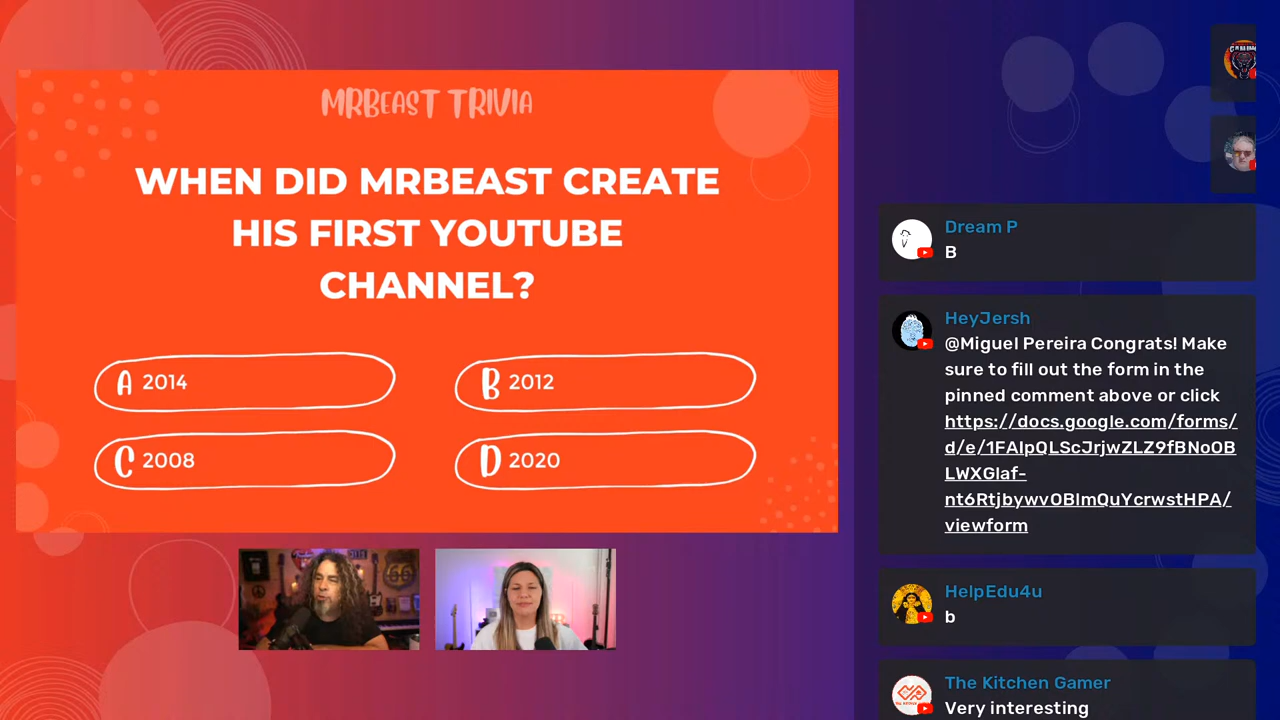 MRBEAST TRIVIA
WHEN DID MRBEAST CREATE
HIS FIRST YOUTUBE
CHANNEL?
A 2014
B 2012
C 2008
D 2020
Dream P
B
HeyJersh
@Miguel Pereira Congrats! Make
sure to fill out the form in the
pinned comment above or click
https://docs.google.com/forms/
d/e/1FAIpQLScJrjwZLZ9fBNoOB
LWXGIaf-
nt6RtjbywvOBImQuYcrwstHPA/
viewform
HelpEdu4u
b
The Kitchen Gamer
Very interesting